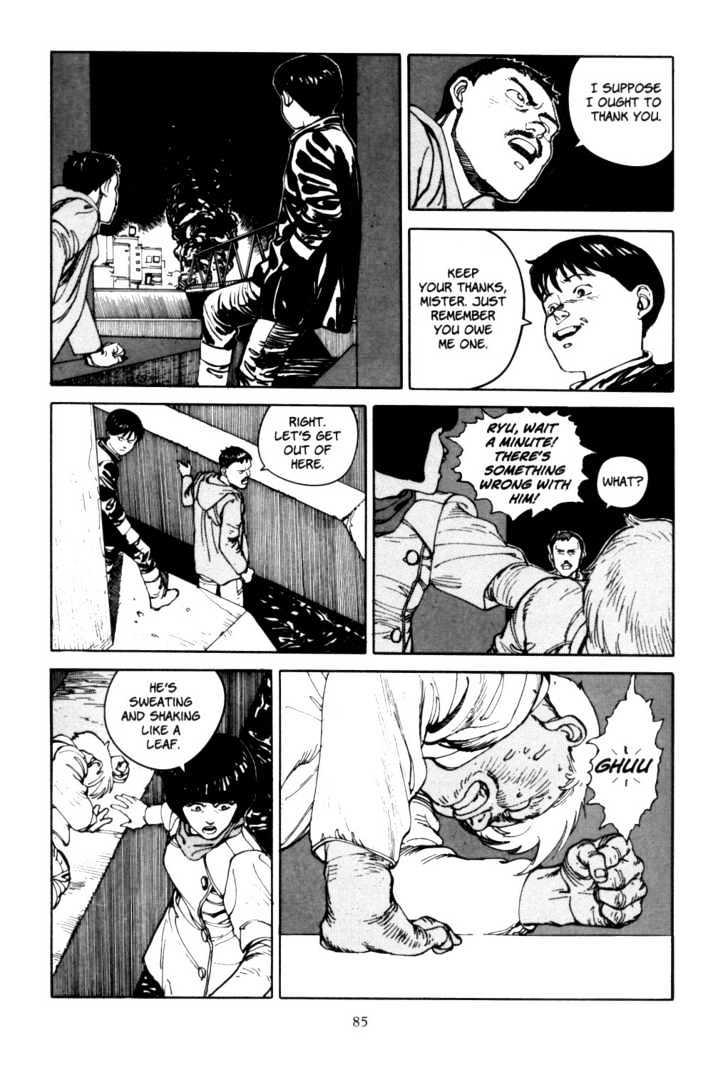 I SUPPOSE
I OUGHT TO
THANK YOU.
KEEP
YOUR THANKS,
MISTER. JUST
REMEMBER
YOU OWE
ME ONE.
RIGHT.
LET'S GET
OUT OF
HERE.
RYU, WAIT
A MINUTE!
THERE'S
SOMETHING
WRONG WITH
HIM!
WHAT?
HE'S
SWEATING
AND SHAKING
LIKE A
LEAF.
GHUU
85